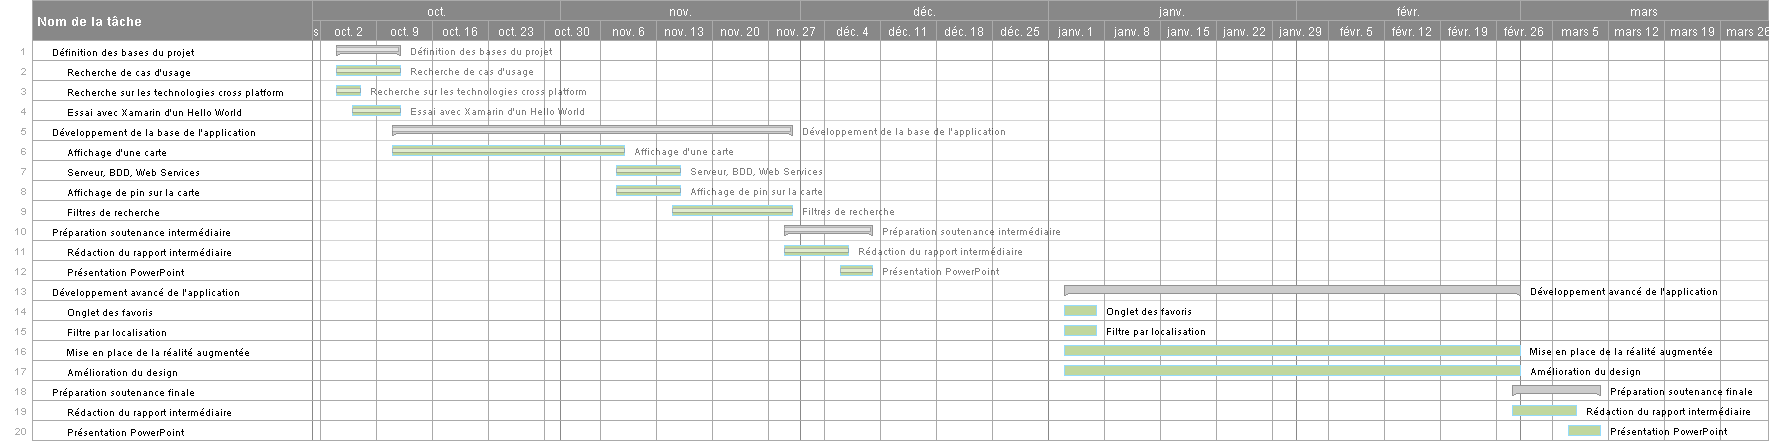 Nom de la tâche
oct. nov. déc. janv. févr. mars
s oct. 2 oct. 9 oct. 16 oct. 23 oct. 30 nov. 6 nov. 13 nov. 20 nov. 27 déc. 4 déc. 11 déc. 18 déc. 25 janv. 1 janv. 8 janv. 15 janv. 22 janv. 29 févr. 5 févr. 12 févr. 19 févr. 26 mars 5 mars 12 mars 19 mars 26
1 Définition des bases du projet Définition des bases du projet
2 Recherche de cas d'usage Recherche de cas d'usage
3 Recherche sur les technologies cross platform Recherche sur les technologies cross platform
4 Essai avec Xamarin d'un Hello World Essai avec Xamarin d'un Hello World
5 Développement de la base de l'application Développement de la base de l'application
6 Affichage d'une carte Affichage d'une carte
7 Serveur, BDD, Web Services Serveur, BDD, Web Services
8 Affichage de pin sur la carte Affichage de pin sur la carte
9 Filtres de recherche Filtres de recherche
10 Préparation soutenance intermédiaire Préparation soutenance intermédiaire
11 Rédaction du rapport intermédiaire Rédaction du rapport intermédiaire
12 Présentation PowerPoint Présentation PowerPoint
13 Développement avancé de l'application Développement avancé de l'application
14 Onglet des favoris Onglet des favoris
15 Filtre par localisation Filtre par localisation
16 Mise en place de la réalité augmentée Mise en place de la réalité augmentée
17 Amélioration du design Amélioration du design
18 Préparation soutenance finale Préparation soutenance finale
19 Rédaction du rapport intermédiaire Rédaction du rapport intermédiaire
20 Présentation PowerPoint Présentation PowerPoint